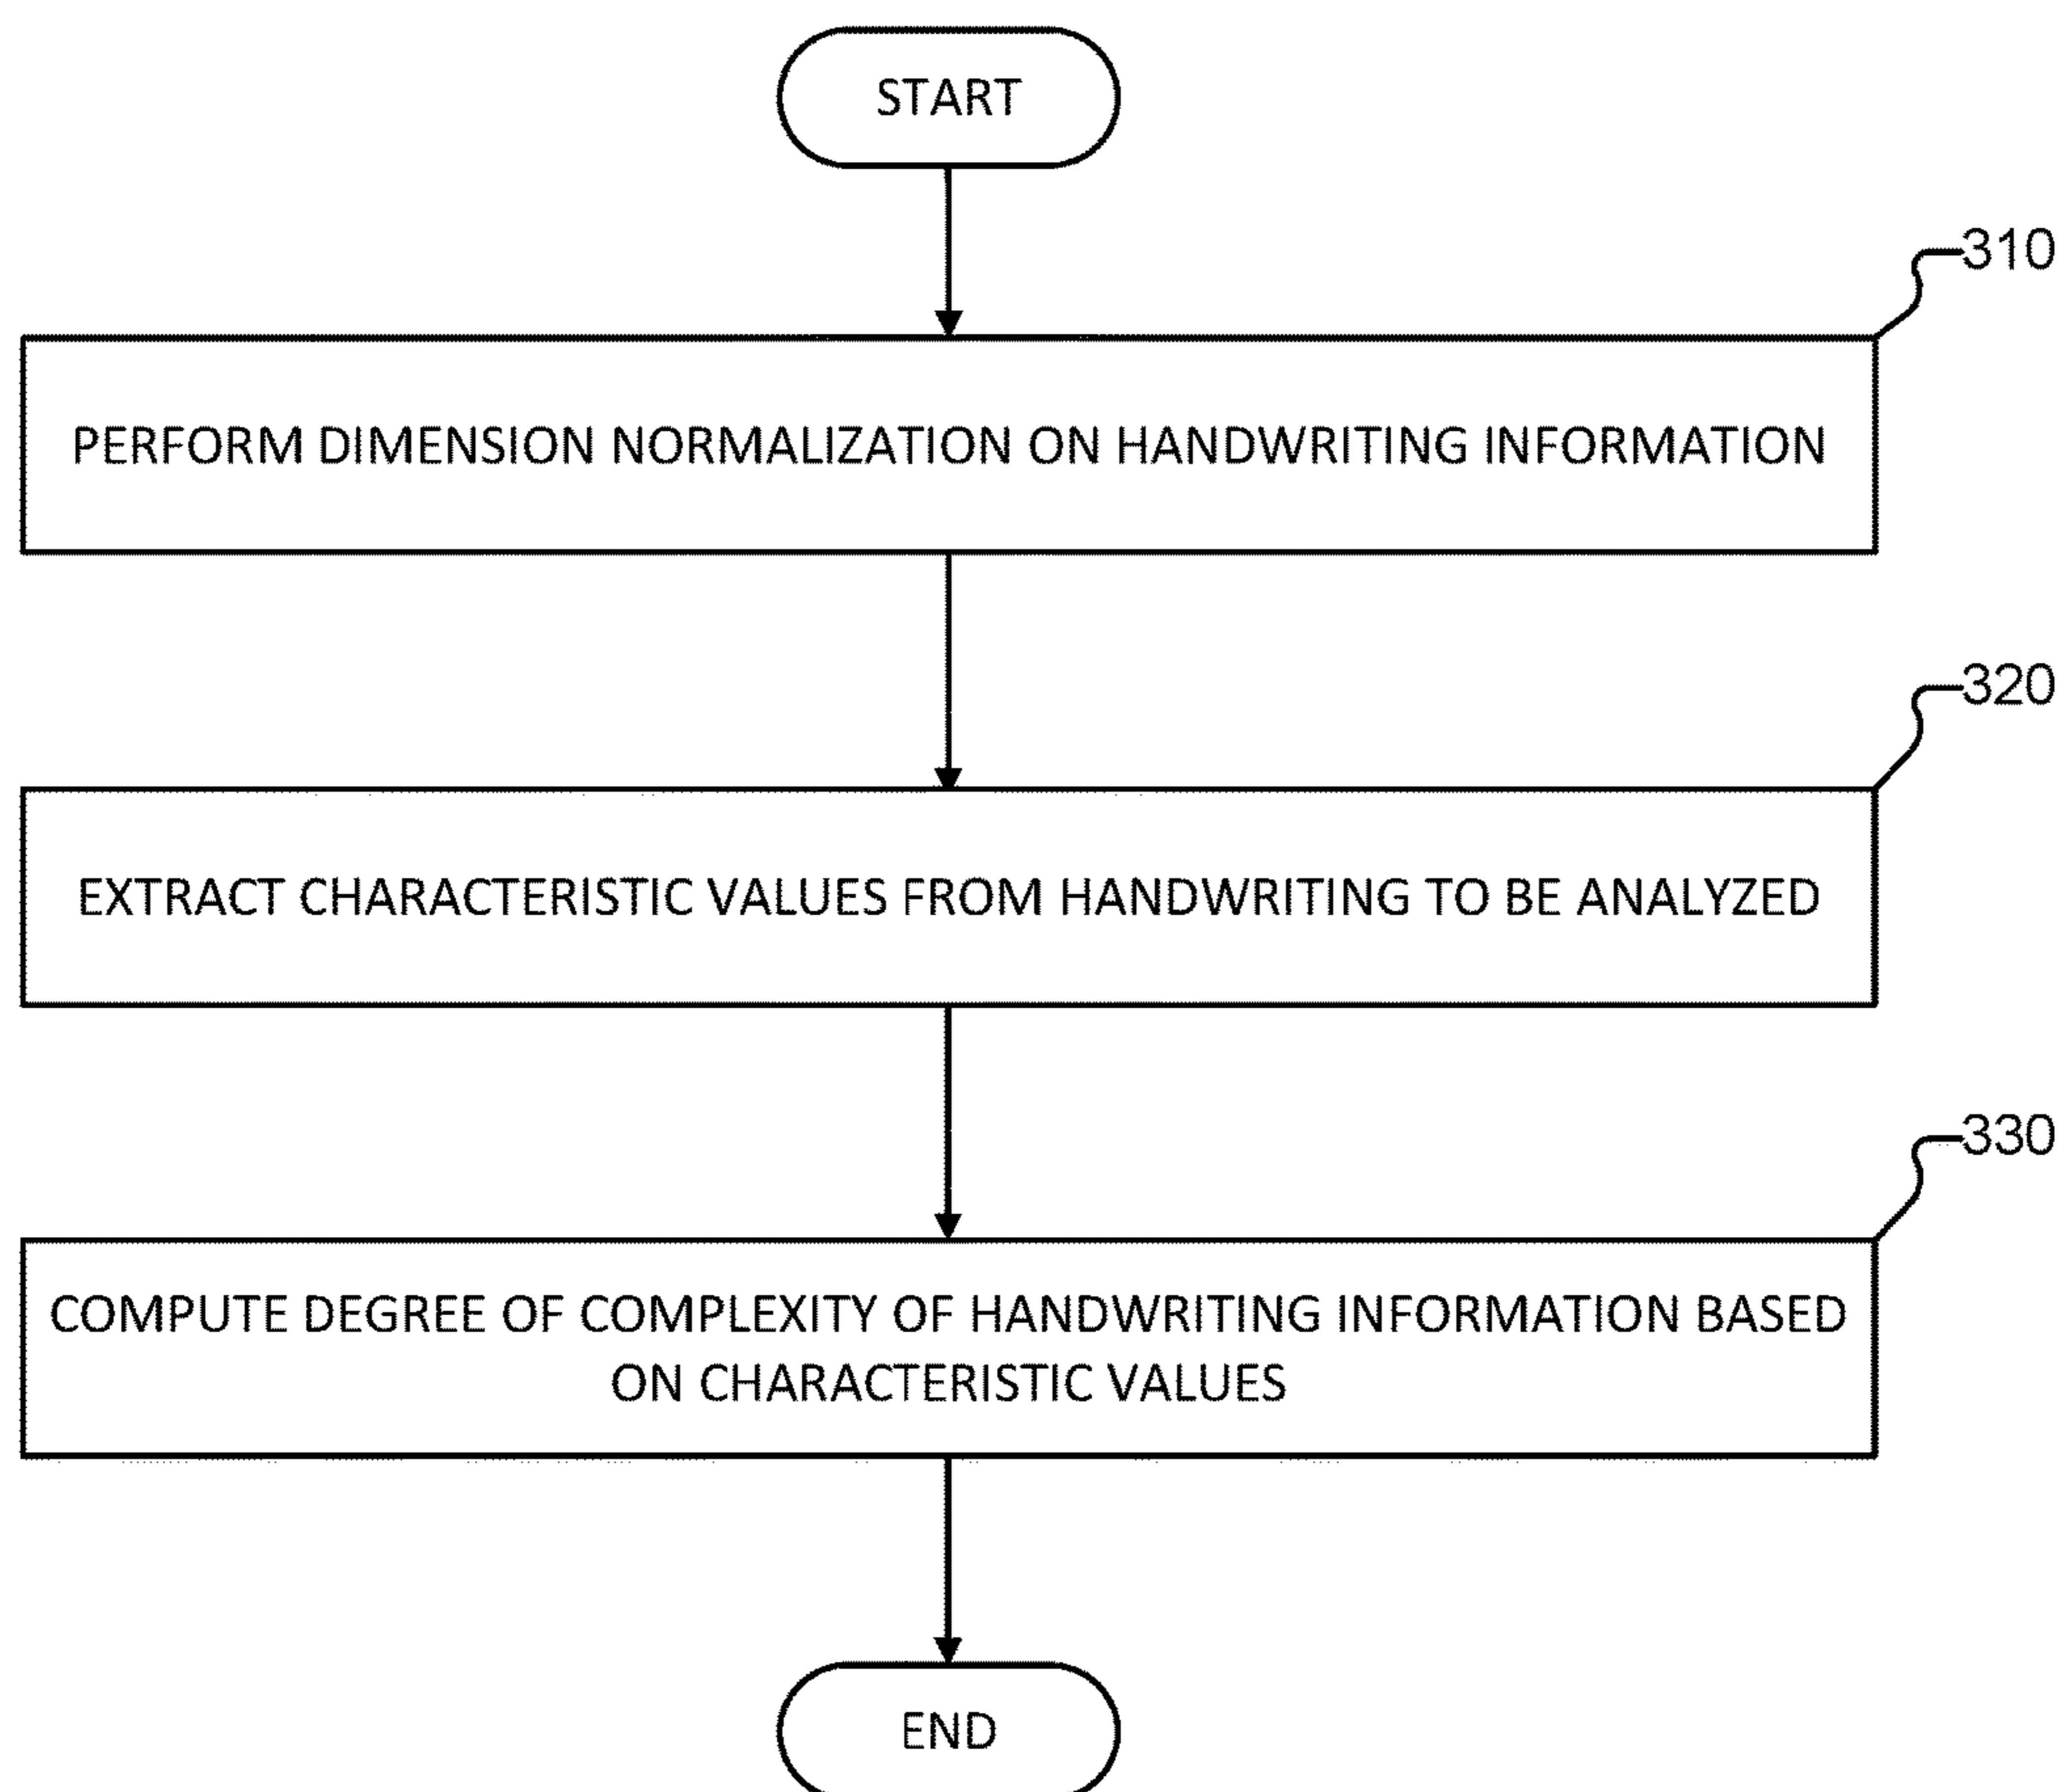 START
310
PERFORM DIMENSION NORMALIZATION ON HANDWRITING INFORMATION
320
EXTRACT CHARACTERISTIC VALUES FROM HANDWRITING TO BE ANALYZED
330
COMPUTE DEGREE OF COMPLEXITY OF HANDWRITING INFORMATION BASED
ON CHARACTERISTIC VALUES
END